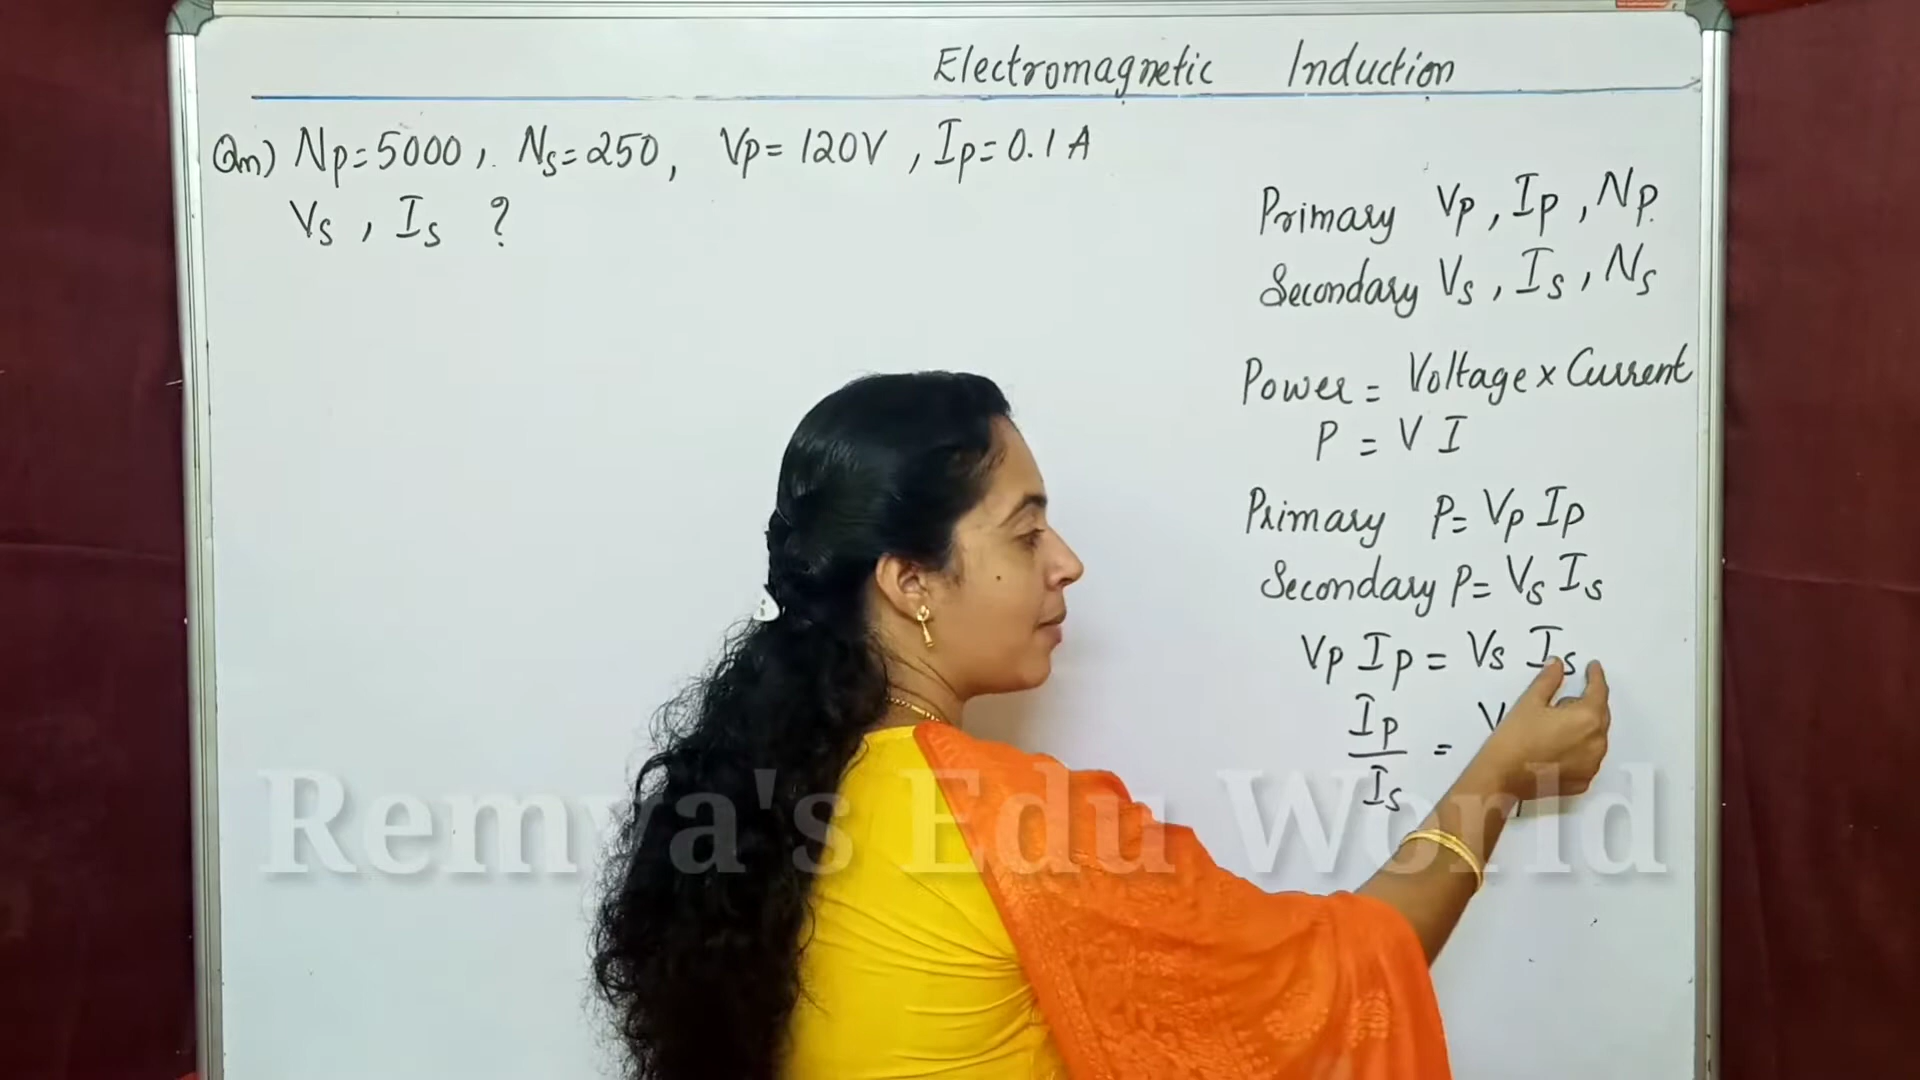 Electromagnetic Induction
Qn) Np=5000, Ns=250, Vp=120V, Ip=0.1A
Vs, Is ?
Primary Vp, Ip, Np.
Secondary Vs, Is, Ns
Power = Voltage × Current
P = V I
Primary P= Vp Ip
Secondary P= Vs Is
Vp Ip = Vs Is
Ip
Is
=
Remya's Edu World